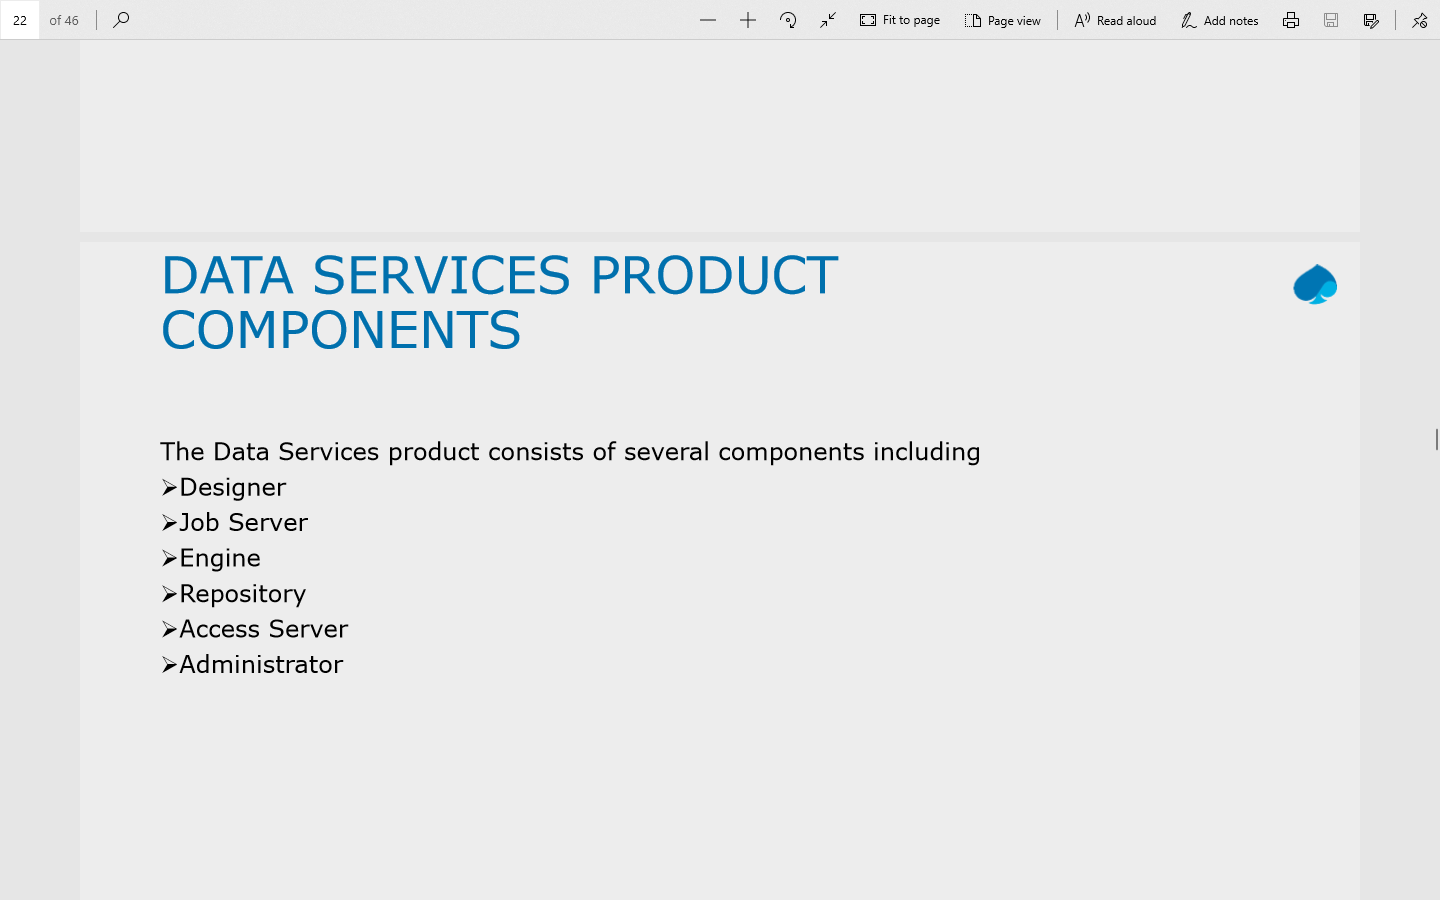 22 of 46 Fit to page Page view Read aloud Add notes
DATA SERVICES PRODUCT
COMPONENTS
The Data Services product consists of several components including
➢Designer
➢Job Server
➢Engine
➢Repository
➢Access Server
➢Administrator